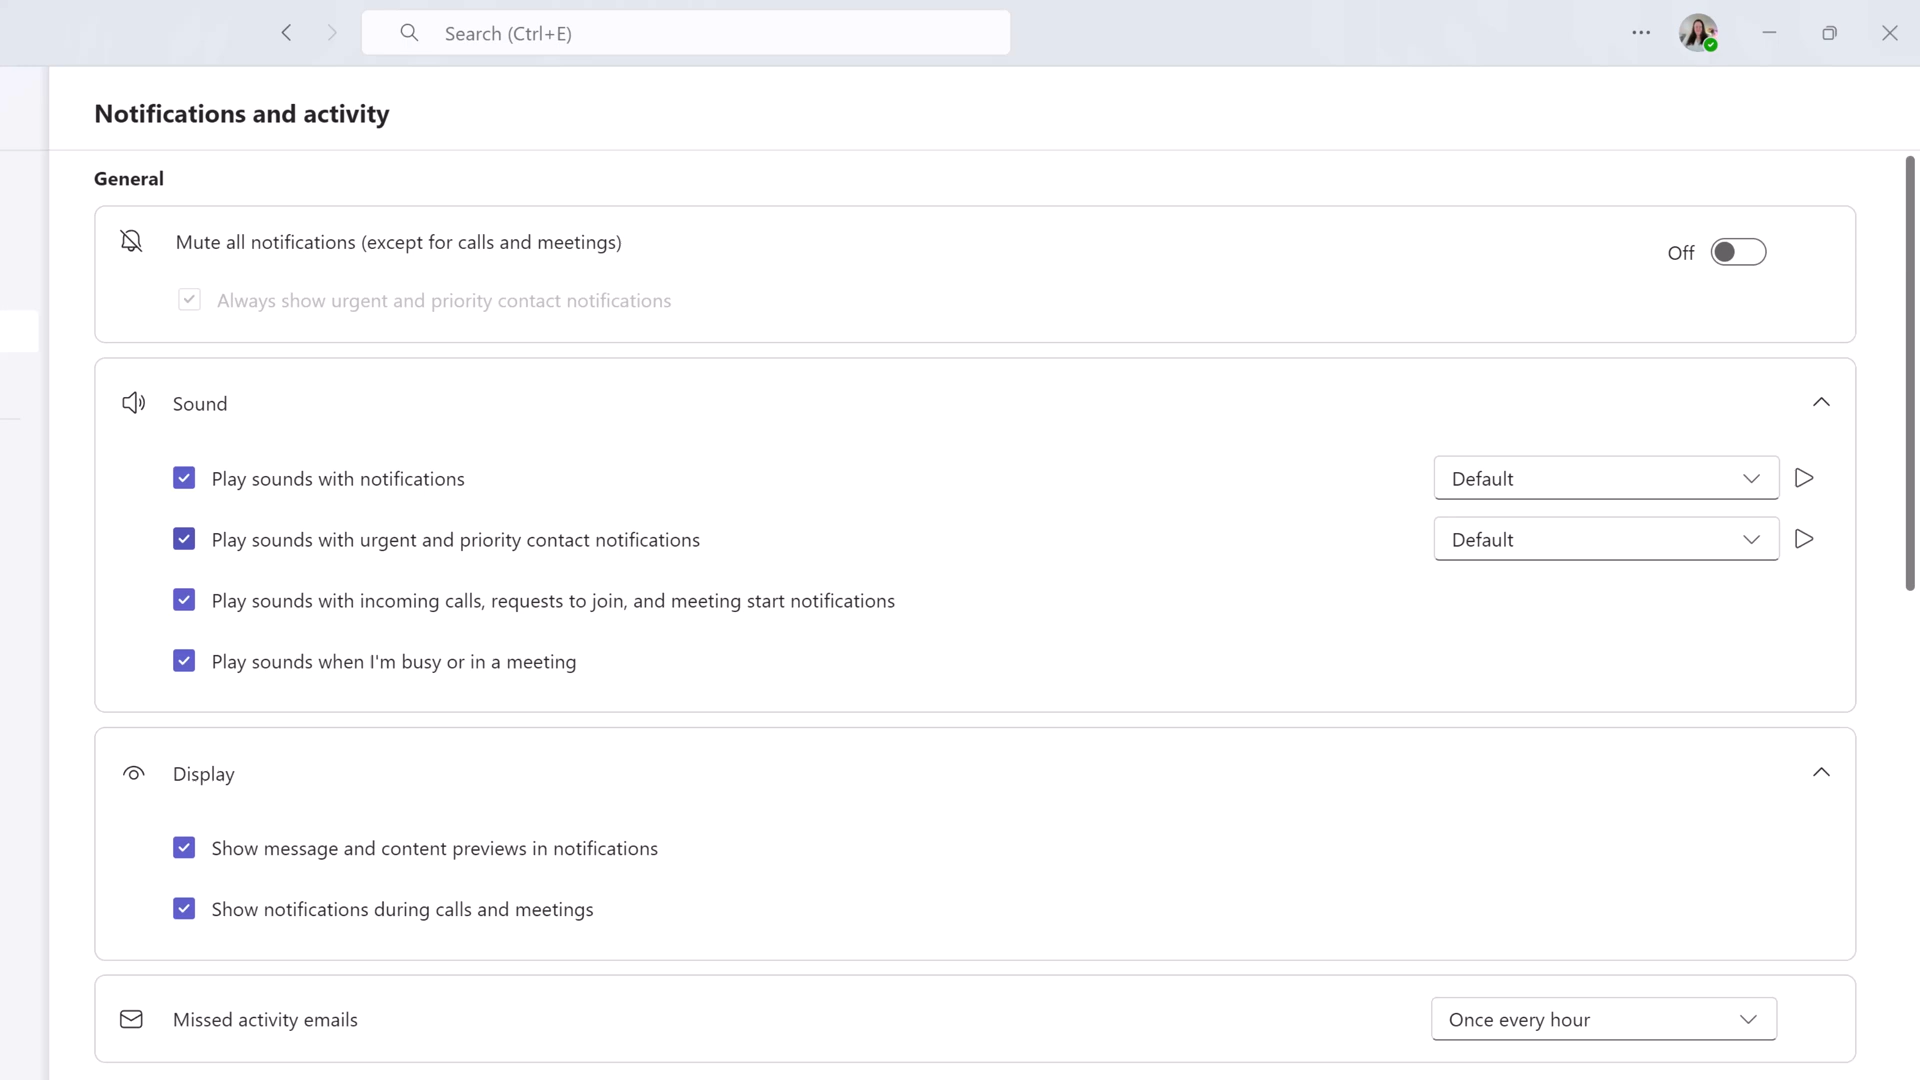 Search (Ctrl+E)
Notifications and activity
General
Mute all notifications (except for calls and meetings)
Off
Always show urgent and priority contact notifications
Sound
Play sounds with notifications
Default
Play sounds with urgent and priority contact notifications
Default
Play sounds with incoming calls, requests to join, and meeting start notifications
Play sounds when I'm busy or in a meeting
Display
Show message and content previews in notifications
Show notifications during calls and meetings
Missed activity emails
Once every hour